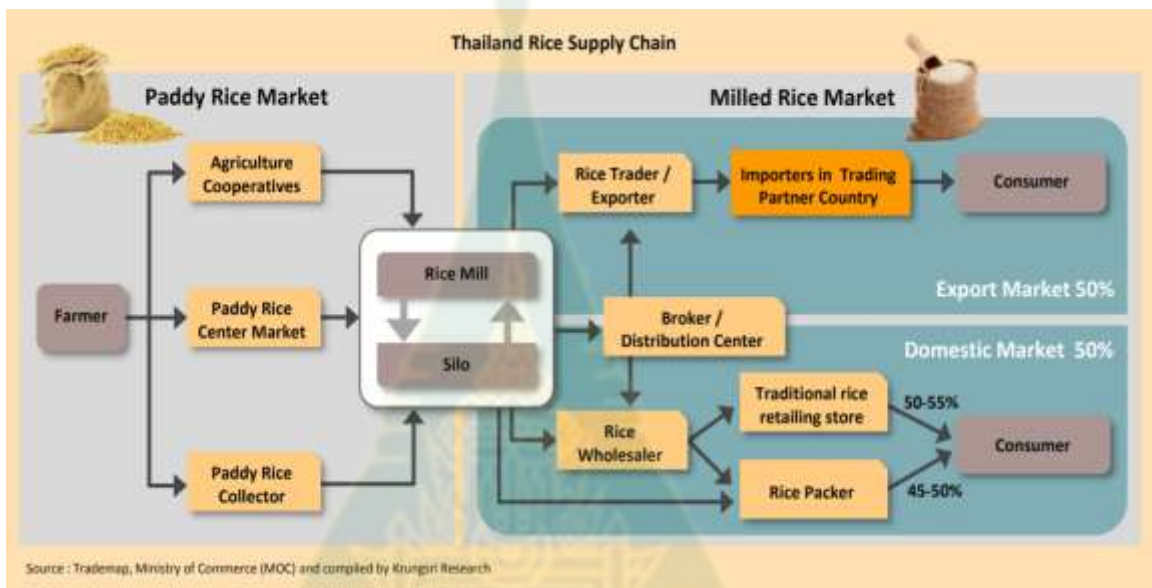 Thailand Rice Supply Chain
Paddy Rice Market
Milled Rice Market
Agriculture
Cooperatives
Rice Trader /
Exporter
Importers in Trading
Partner Country
Consumer
Rice Mill
Export Market 50%
Farmer
Paddy Rice
Center Market
Broker /
Distribution Center
Domestic Market 50%
Silo
Traditional rice
retailing store
50-55%
Rice
Wholesaler
Consumer
Paddy Rice
Collector
Rice Packer
45-50%
Source : Trademap, Ministry of Commerce (MOC) and compiled by Krungsri Research